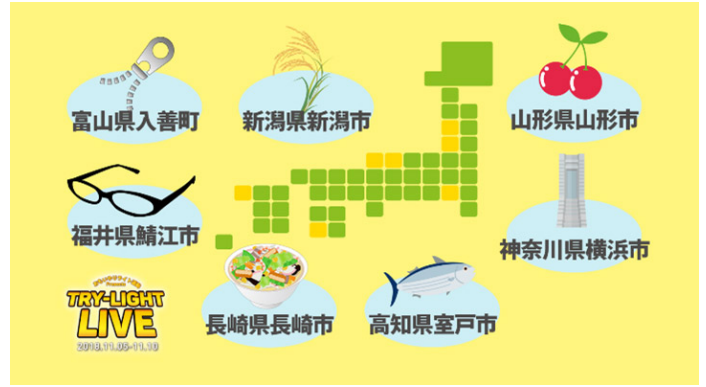 富山県入善町
新潟県新潟市
山形県山形市
福井県鯖江市
神奈川県横浜市
TRY-LIGHT
LIVE
2018.11.05-11.10
長崎県長崎市
高知県室戸市